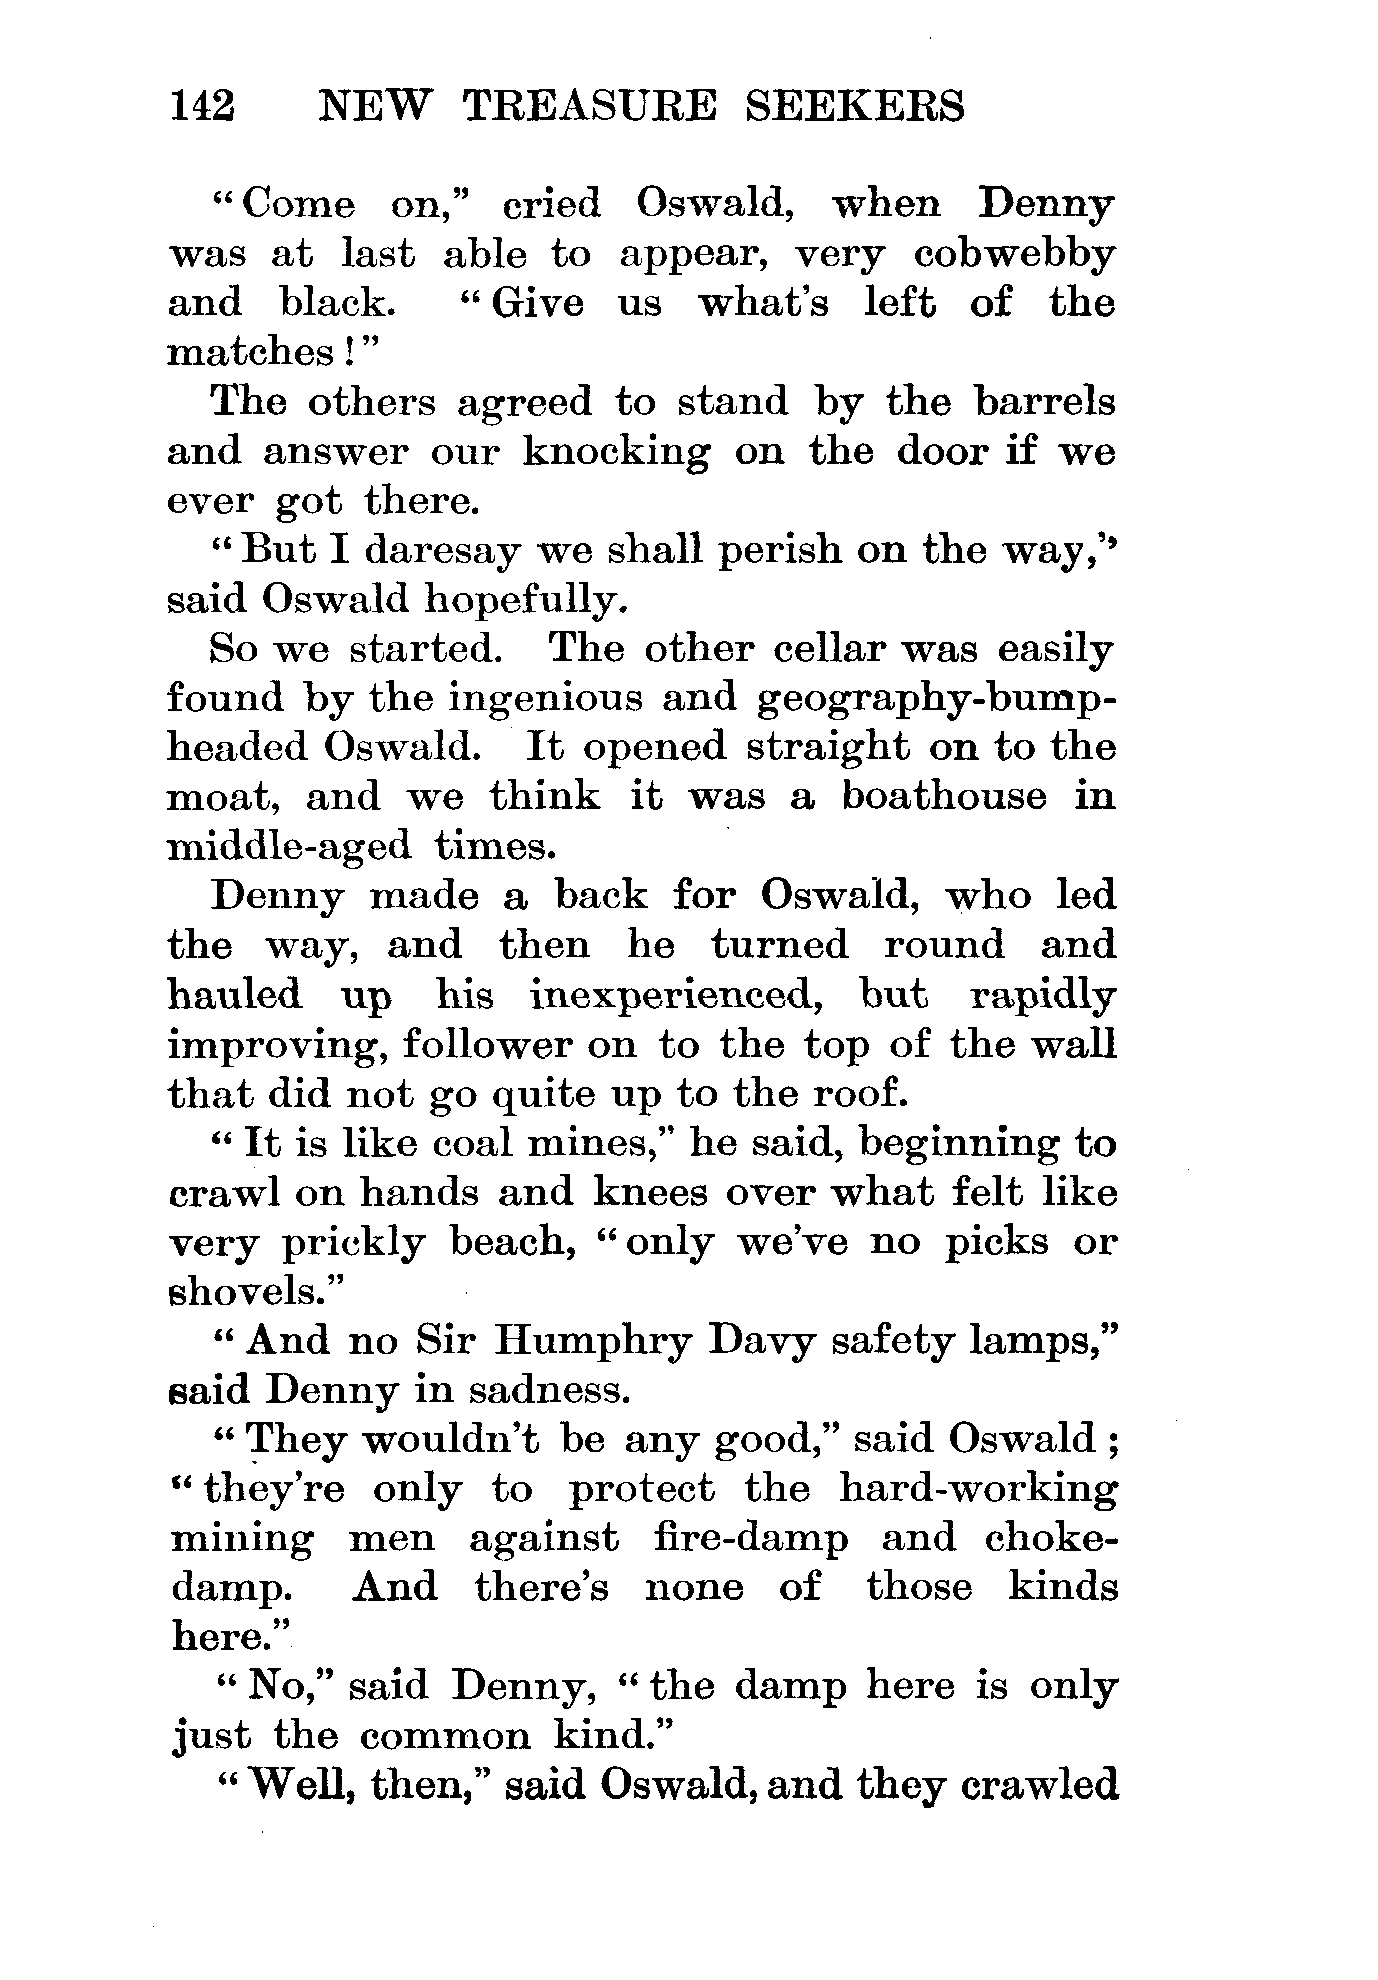 142 NEW TREASURE SEEKERS
“Come on,” cried Oswald, when Denny
was at last able to appear, very cobwebby
and black. “Give us what's left of the
matches!”
The others agreed to stand by the barrels
and answer our knocking on the door if we
ever got there.
“But I daresay we shall perish on the way,”
said Oswald hopefully.
So we started. The other cellar was easily
found by the ingenious and geography-bump-
headed Oswald. It opened straight on to the
moat, and we think it was a boathouse in
middle-aged times.
Denny made a back for Oswald, who led
the way, and then he turned round and
hauled up his inexperienced, but rapidly
improving, follower on to the top of the wall
that did not go quite up to the roof.
“It is like coal mines,” he said, beginning to
crawl on hands and knees over what felt like
very prickly beach, “only we've no picks or
shovels.”
“And no Sir Humphry Davy safety lamps,”
said Denny in sadness.
“They wouldn't be any good,” said Oswald;
“they're only to protect the hard-working
mining men against fire-damp and choke-
damp. And there's none of those kinds
here.”
“No,” said Denny, “the damp here is only
just the common kind.”
“Well, then,” said Oswald, and they crawled